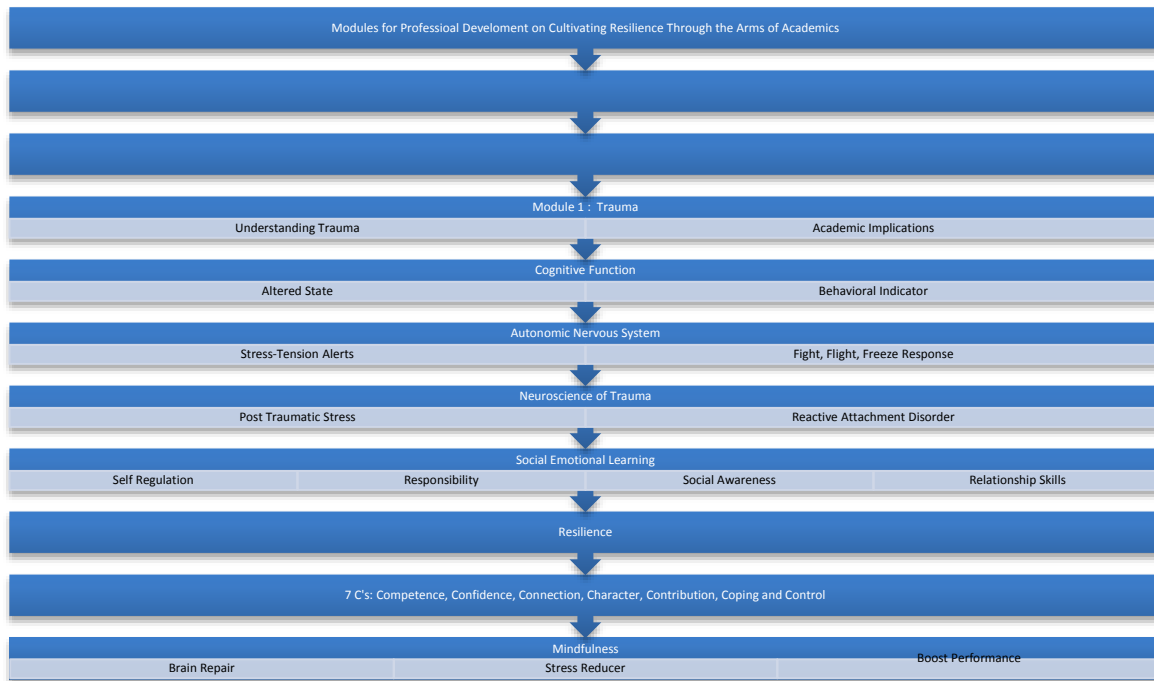 Modules for Professioal Develoment on Cultivating Resilience Through the Arms of Academics
Module 1 : Trauma
Understanding Trauma
Academic Implications
Cognitive Function
Altered State
Behavioral Indicator
Autonomic Nervous System
Stress-Tension Alerts
Fight, Flight, Freeze Response
Neuroscience of Trauma
Post Traumatic Stress
Reactive Attachment Disorder
Social Emotional Learning
Self Regulation
Responsibility
Social Awareness
Relationship Skills
Resilience
7 C's: Competence, Confidence, Connection, Character, Contribution, Coping and Control
Mindfulness
Brain Repair
Stress Reducer
Boost Performance